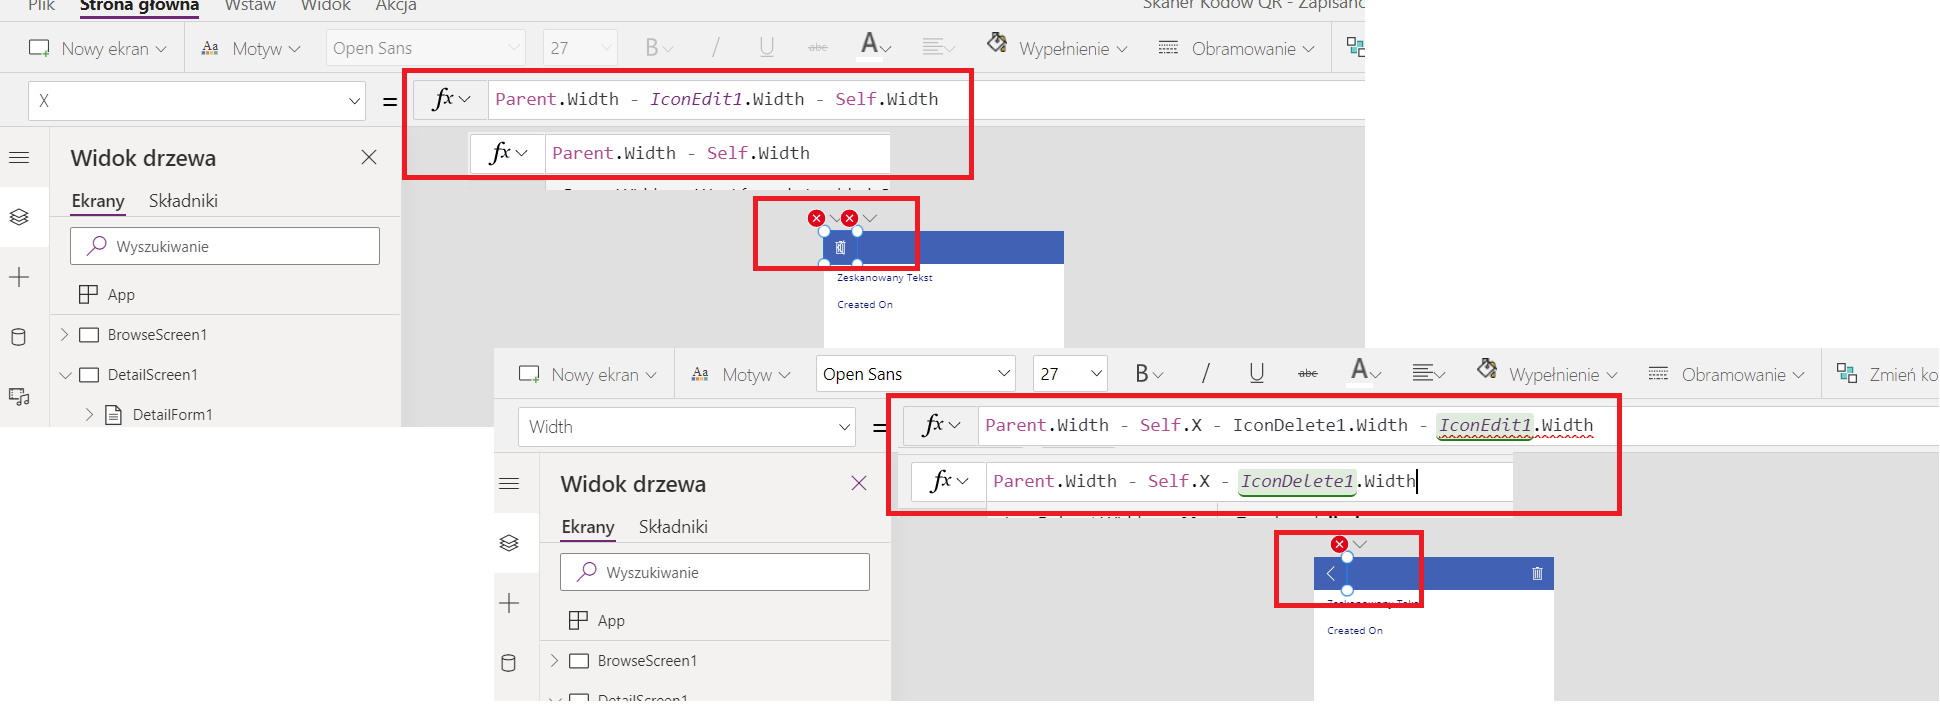 Plik Strona główna Wstaw Widok Akcja
Skaner Kodów QR - Zapisano
Nowy ekran Motyw Open Sans 27 B / U abc A Wypełnienie Obramowanie
X = fx Parent.Width - IconEdit1.Width - Self.Width
fx Parent.Width - Self.Width
Widok drzewa
Ekrany Składniki
Wyszukiwanie
App
BrowseScreen1
DetailScreen1
DetailForm1
Zeskanowany Tekst
Created On
Nowy ekran Motyw Open Sans 27 B / U abc A Wypełnienie Obramowanie Zmień ko
Width = fx Parent.Width - Self.X - IconDelete1.Width - IconEdit1.Width
fx Parent.Width - Self.X - IconDelete1.Width
Widok drzewa
Ekrany Składniki
Wyszukiwanie
App
BrowseScreen1
DetailScreen1
Zeskanowany Tekst
Created On